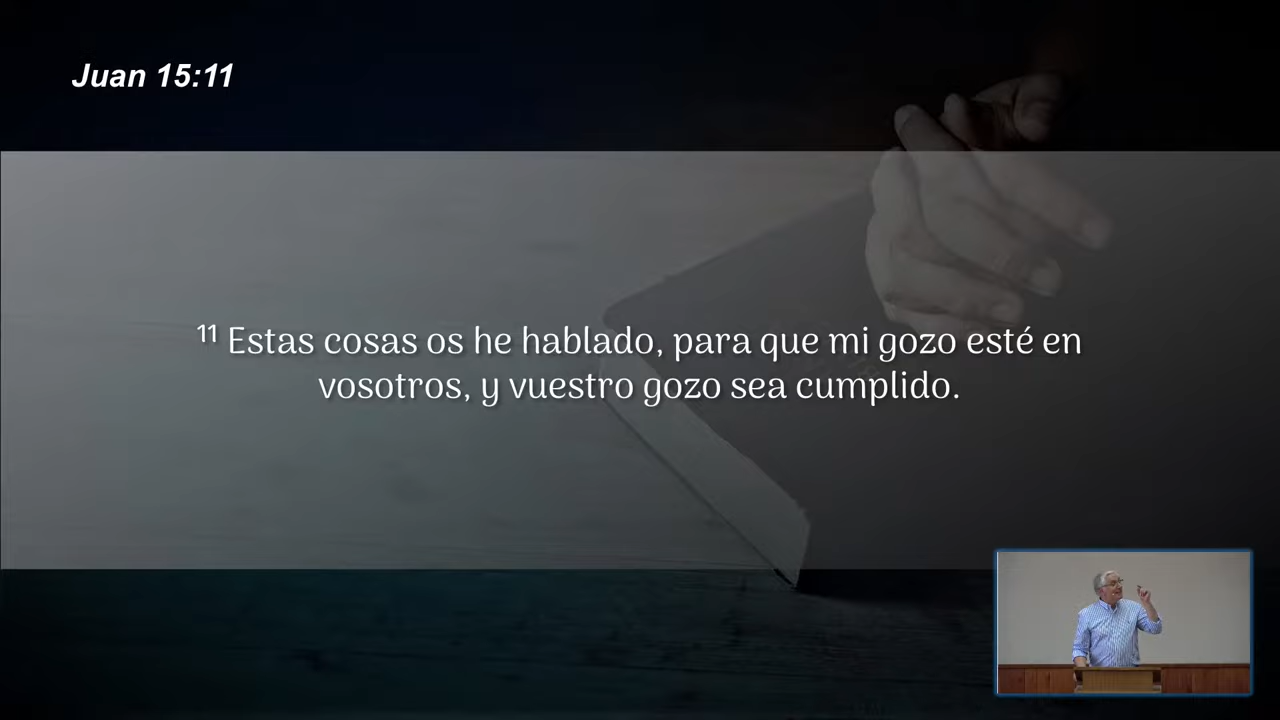 Juan 15:11
¹¹ Estas cosas os he hablado, para que mi gozo esté en
vosotros, y vuestro gozo sea cumplido.